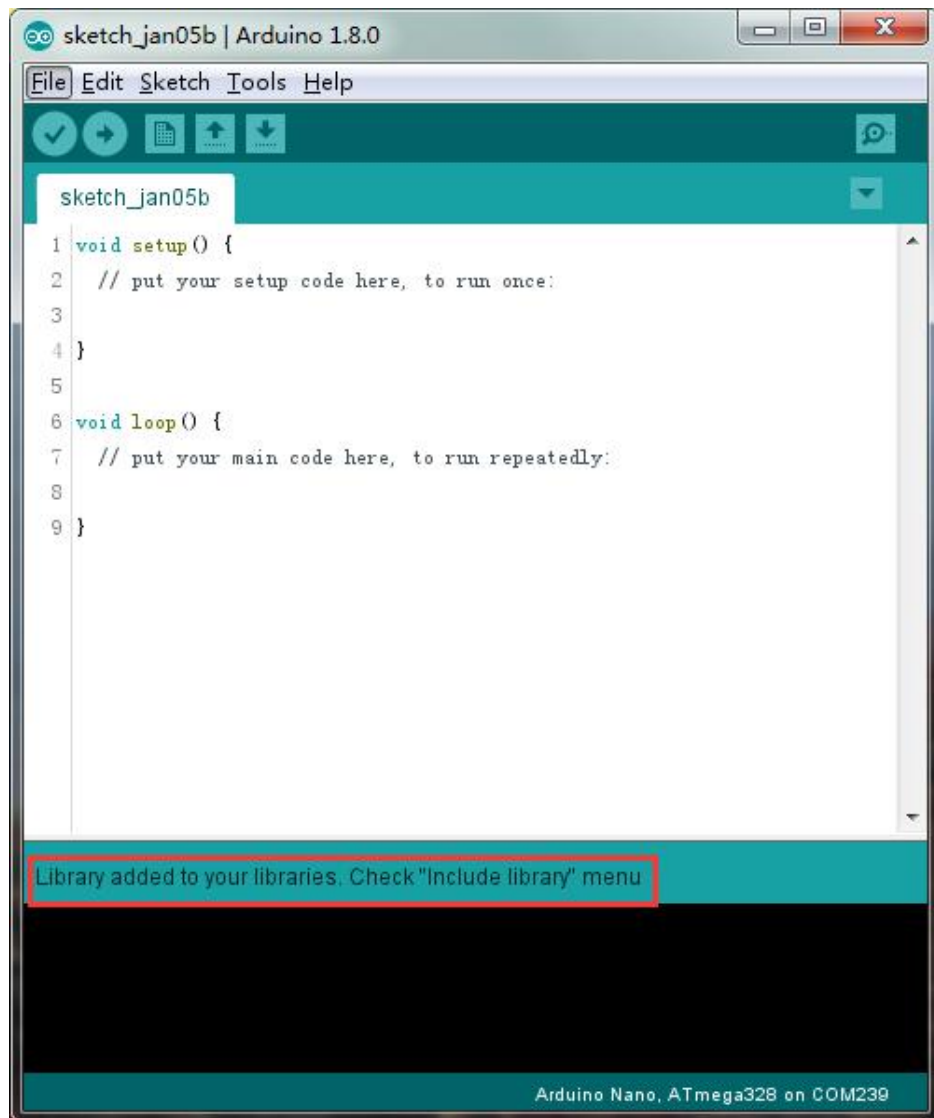 sketch_jan05b | Arduino 1.8.0
File Edit Sketch Tools Help
sketch_jan05b
1 void setup() {
2 // put your setup code here, to run once:
3
4 }
5
6 void loop() {
7 // put your main code here, to run repeatedly:
8
9 }
Library added to your libraries. Check "Include library" menu
Arduino Nano, ATmega328 on COM239